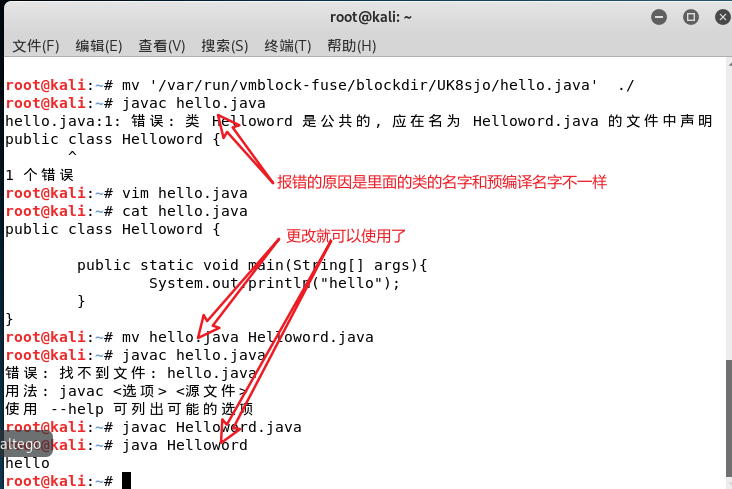 root@kali: ~
文件(F) 编辑(E) 查看(V) 搜索(S) 终端(T) 帮助(H)
root@kali:~# mv '/var/run/vmblock-fuse/blockdir/UK8sjo/hello.java' ./
root@kali:~# javac hello.java
hello.java:1: 错误: 类 Helloword 是公共的, 应在名为 Helloword.java 的文件中声明
public class Helloword {
^
1 个错误
报错的原因是里面的类的名字和预编译名字不一样
root@kali:~# vim hello.java
root@kali:~# cat hello.java
public class Helloword {
更改就可以使用了
public static void main(String[] args){
System.out.println("hello");
}
}
root@kali:~# mv hello.java Helloword.java
root@kali:~# javac hello.java
错误: 找不到文件: hello.java
用法: javac <选项> <源文件>
使用 --help 可列出可能的选项
root@kali:~# javac Helloword.java
root@kali:~# java Helloword
altego
hello
root@kali:~#